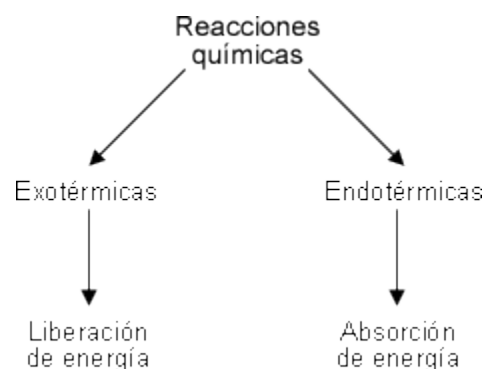 Reacciones
químicas
Exotérmicas
Endotérmicas
Liberación
de energía
Absorción
de energía